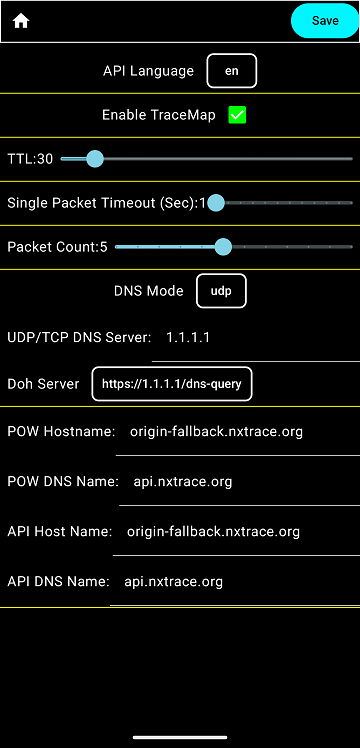 Save
API Language en
Enable TraceMap
TTL:30
Single Packet Timeout (Sec):1
Packet Count:5
DNS Mode udp
UDP/TCP DNS Server: 1.1.1.1
Doh Server https://1.1.1.1/dns-query
POW Hostname: origin-fallback.nxtrace.org
POW DNS Name: api.nxtrace.org
API Host Name: origin-fallback.nxtrace.org
API DNS Name: api.nxtrace.org